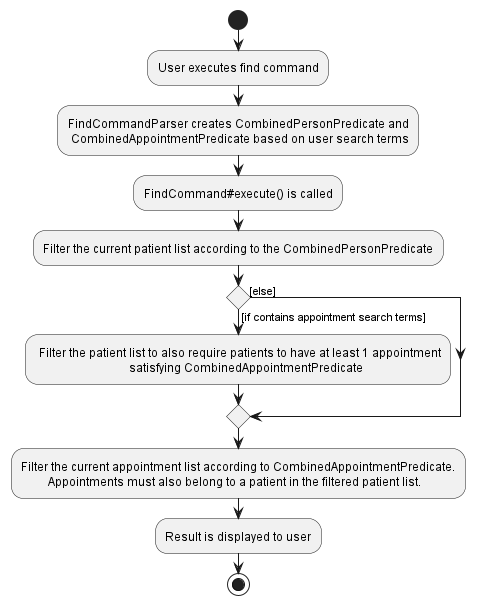 User executes find command
FindCommandParser creates CombinedPersonPredicate and
CombinedAppointmentPredicate based on user search terms
FindCommand#execute() is called
Filter the current patient list according to the CombinedPersonPredicate
[else]
[if contains appointment search terms]
Filter the patient list to also require patients to have at least 1 appointment
satisfying CombinedAppointmentPredicate
Filter the current appointment list according to CombinedAppointmentPredicate.
Appointments must also belong to a patient in the filtered patient list.
Result is displayed to user